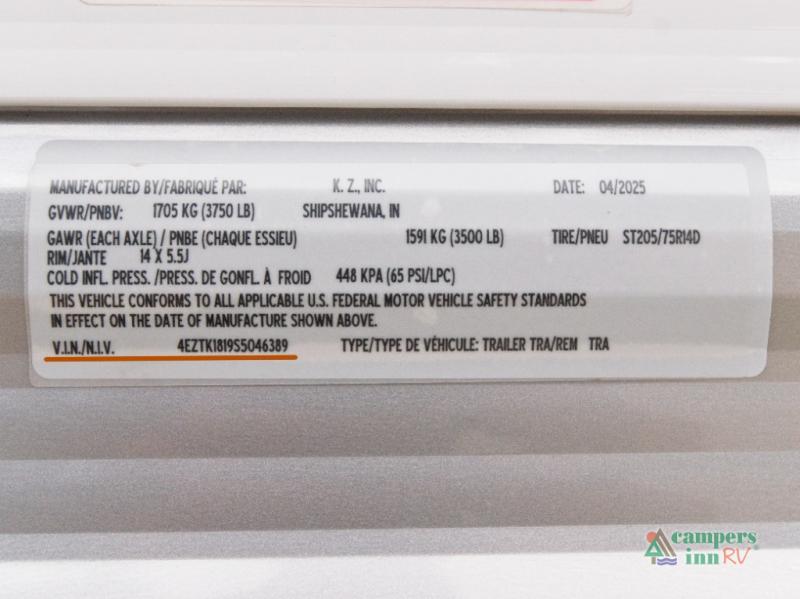 MANUFACTURED BY/FABRIQUÉ PAR: K. Z., INC. DATE: 04/2025
GVWR/PNBV: 1705 KG (3750 LB) SHIPSHEWANA, IN
GAWR (EACH AXLE) / PNBE (CHAQUE ESSIEU) 1591 KG (3500 LB) TIRE/PNEU ST205/75R14D
RIM/JANTE 14 X 5.5J
COLD INFL. PRESS. /PRESS. DE GONFL. À FROID 448 KPA (65 PSI/LPC)
THIS VEHICLE CONFORMS TO ALL APPLICABLE U.S. FEDERAL MOTOR VEHICLE SAFETY STANDARDS
IN EFFECT ON THE DATE OF MANUFACTURE SHOWN ABOVE.
V.I.N./N.I.V. 4EZTK1819S5046389 TYPE/TYPE DE VÉHICULE: TRAILER TRA/REM TRA
campers
inn RV